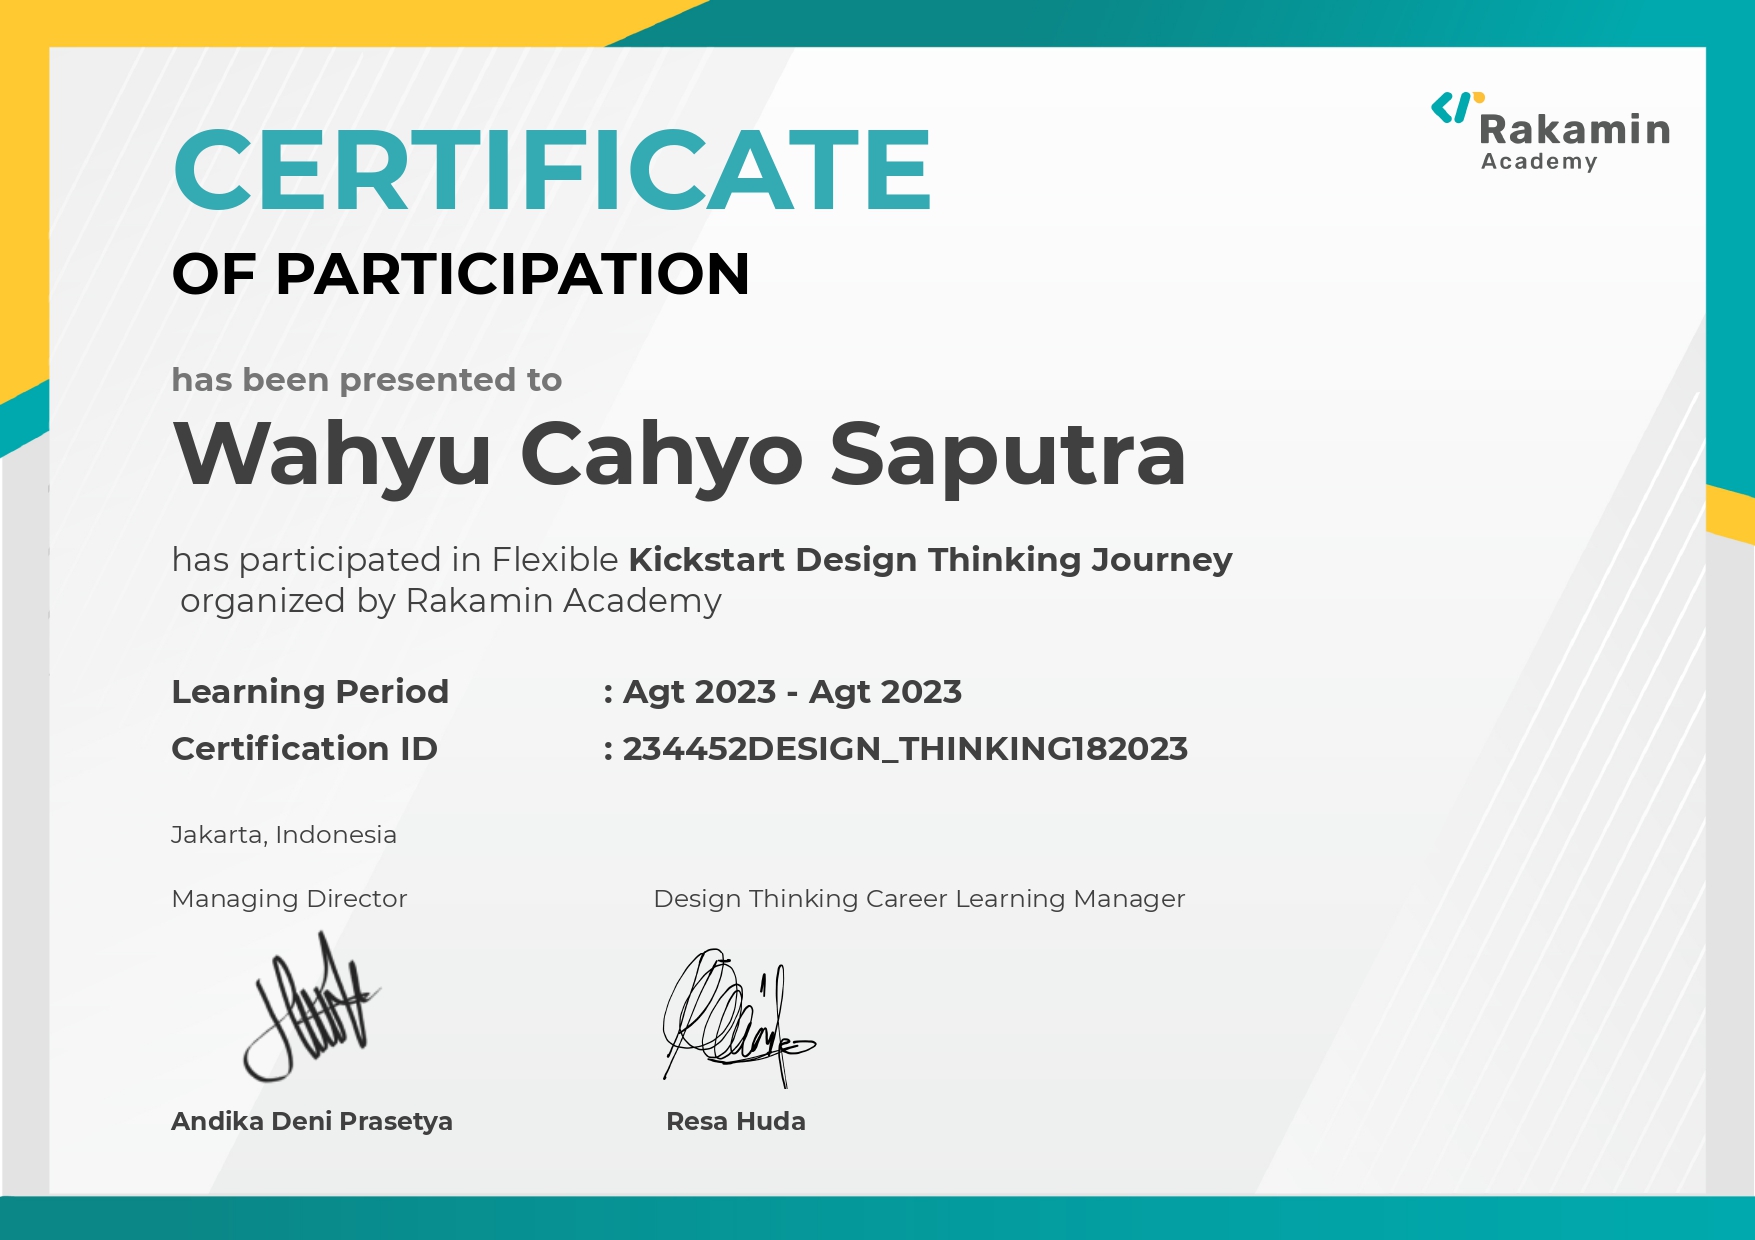 Rakamin
Academy
CERTIFICATE
OF PARTICIPATION
has been presented to
Wahyu Cahyo Saputra
has participated in Flexible Kickstart Design Thinking Journey
organized by Rakamin Academy
Learning Period : Agt 2023 - Agt 2023
Certification ID : 234452DESIGN_THINKING182023
Jakarta, Indonesia
Managing Director
Design Thinking Career Learning Manager
Andika Deni Prasetya
Resa Huda